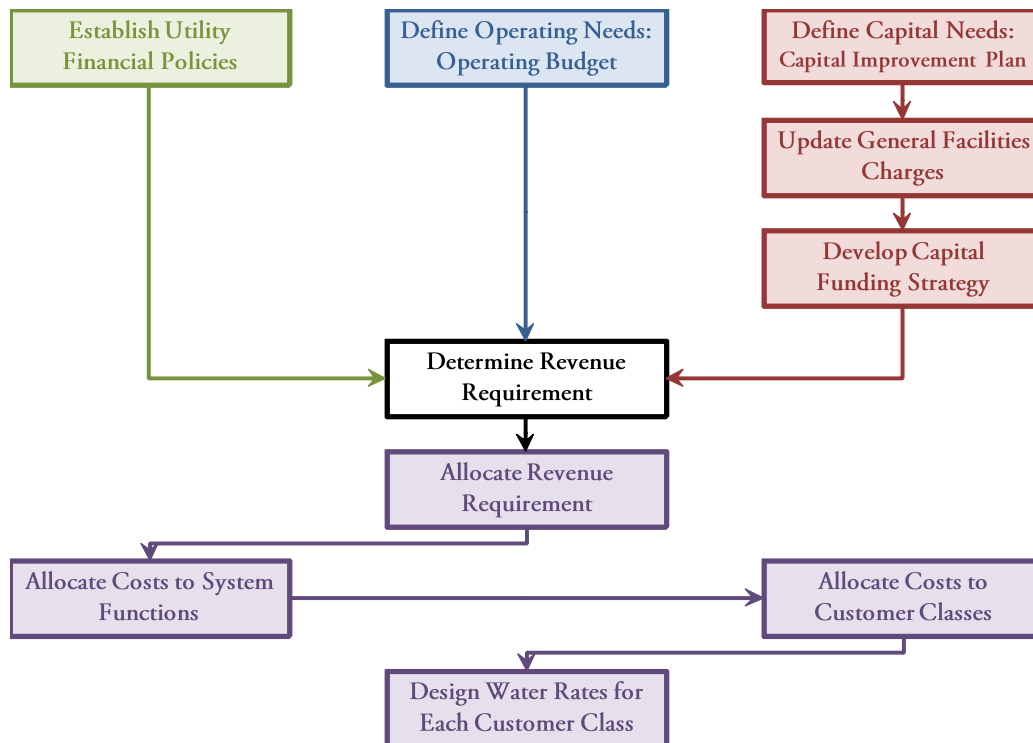 Establish Utility
Financial Policies
Define Operating Needs:
Operating Budget
Define Capital Needs:
Capital Improvement Plan
Update General Facilities
Charges
Develop Capital
Funding Strategy
Determine Revenue
Requirement
Allocate Revenue
Requirement
Allocate Costs to System
Functions
Allocate Costs to
Customer Classes
Design Water Rates for
Each Customer Class